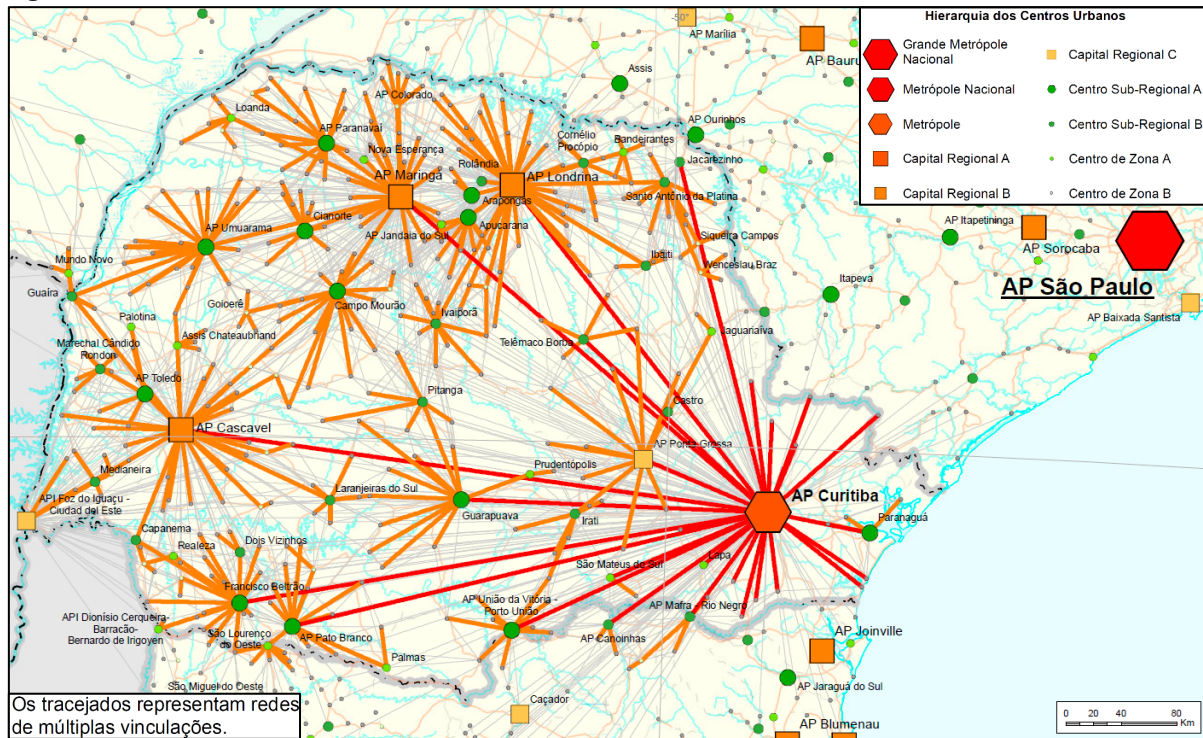 Hierarquia dos Centros Urbanos
Grande Metrópole
Nacional
Metrópole Nacional
Metrópole
Capital Regional A
Capital Regional B
Capital Regional C
Centro Sub-Regional A
Centro Sub-Regional B
Centro de Zona A
Centro de Zona B
-50°
AP Marília
AP Bauru
Assis
AP Ourinhos
AP Colorado
Loanda
AP Paranavaí
Nova Esperança
AP Maringá
Rolândia
AP Londrina
Cornélio
Procópio
Bandeirantes
Jacarezinho
Arapongas
Apucarana
AP Jandaia do Sul
Santo Antônio da Platina
Cianorte
AP Umuarama
Siqueira Campos
Ibaiti
Wenceslau Braz
AP Itapetininga
AP Sorocaba
Itapeva
AP São Paulo
AP Baixada Santista
Mundo Novo
Guaíra
Goioerê
Campo Mourão
Ivaiporã
Palotina
Assis Chateaubriand
Marechal Cândido
Rondon
AP Toledo
Telêmaco Borba
Jaguariaíva
Pitanga
Castro
AP Cascavel
AP Ponta Grossa
Medianeira
Prudentópolis
AP Curitiba
API Foz do Iguaçu -
Ciudad del Este
Laranjeiras do Sul
Guarapuava
Irati
Paranaguá
Capanema
Realeza
Dois Vizinhos
São Mateus do Sul
Lapa
Francisco Beltrão
AP União da Vitória -
Porto União
AP Mafra - Rio Negro
API Dionísio Cerqueira-
Barracão-
Bernardo de Irigoyen
São Lourenço
do Oeste
AP Pato Branco
AP Canoinhas
Palmas
AP Joinville
São Miguel do Oeste
Caçador
AP Jaraguá do Sul
AP Blumenau
Os tracejados representam redes
de múltiplas vinculações.
0 20 40 80
Km